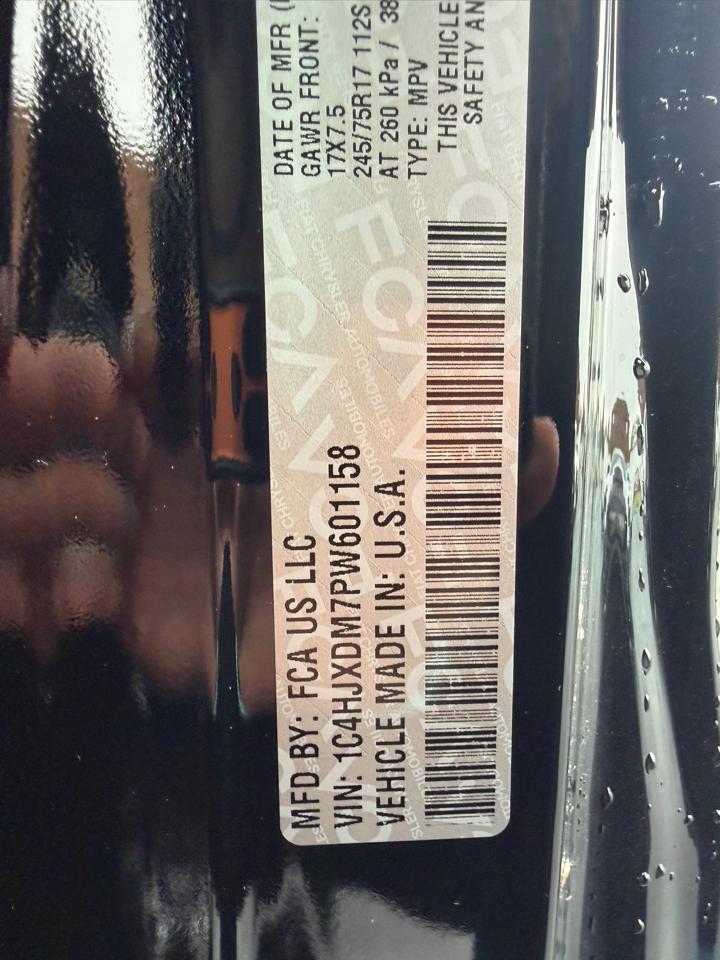 MFD BY: FCA US LLC
VIN: 1C4HJXDM7PW601158
VEHICLE MADE IN: U.S.A.
DATE OF MFR
GAWR FRONT:
17X7.5
245/75R17 112S
AT 260 kPa / 38
TYPE: MPV
THIS VEHICLE
SAFETY AN